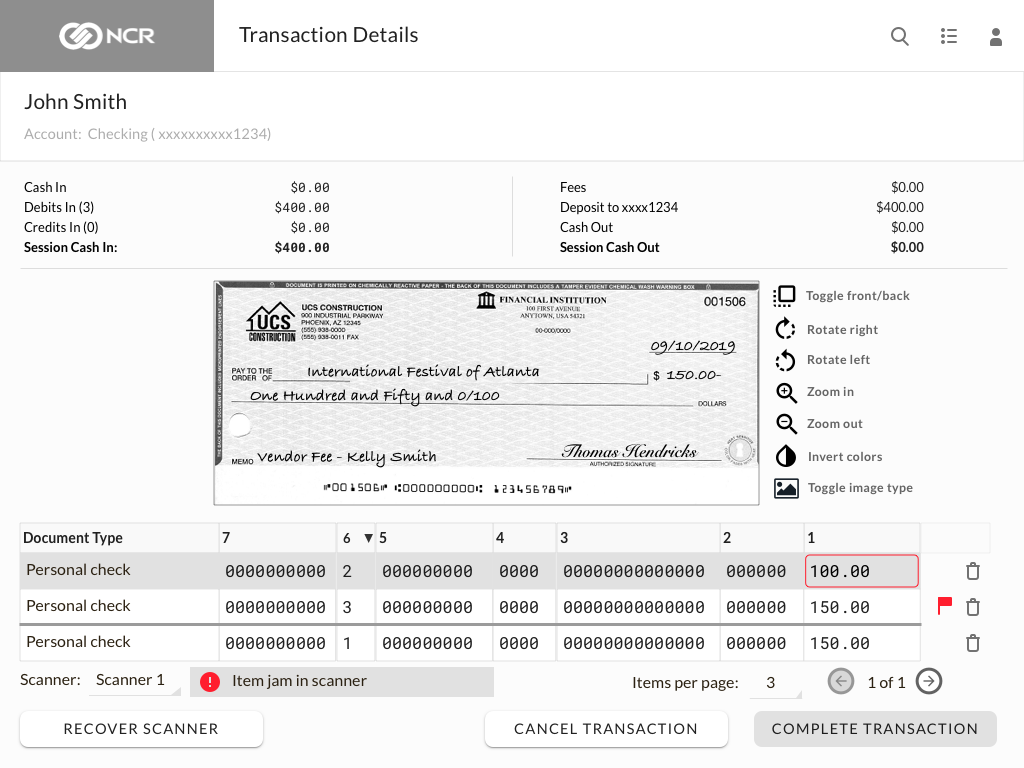 NCR
Transaction Details
John Smith
Account: Checking ( xxxxxxxxxx1234)
Cash In $0.00
Debits In (3) $400.00
Credits In (0) $0.00
Session Cash In: $400.00
Fees $0.00
Deposit to xxxx1234 $400.00
Cash Out $0.00
Session Cash Out $0.00
DOCUMENT IS PRINTED ON CHEMICALLY REACTIVE PAPER - THE BACK OF THIS DOCUMENT INCLUDES A TAMPER EVIDENT CHEMICAL WASH WARNING BOX
UCS
CONSTRUCTION
UCS CONSTRUCTION
900 INDUSTRIAL PARKWAY
PHOENIX, AZ 12345
(555) 938-0000
(555) 938-0011 FAX
FINANCIAL INSTITUTION
100 FIRST AVENUE
ANYTOWN, USA 54321
00-000/0000
001506
09/10/2019
PAY TO THE
ORDER OF International Festival of Atlanta $ 150.00-
One Hundred and Fifty and 0/100 DOLLARS
MEMO Vendor Fee - Kelly Smith
Thomas Hendricks
AUTHORIZED SIGNATURE
⑈001506⑈ ⑆000000000⑆ 123456789⑈
Toggle front/back
Rotate right
Rotate left
Zoom in
Zoom out
Invert colors
Toggle image type
Document Type 7 6 ▼ 5 4 3 2 1
Personal check 0000000000 2 000000000 0000 00000000000000 000000 100.00
Personal check 0000000000 3 000000000 0000 00000000000000 000000 150.00
Personal check 0000000000 1 000000000 0000 00000000000000 000000 150.00
Scanner: Scanner 1 Item jam in scanner Items per page: 3 1 of 1
RECOVER SCANNER CANCEL TRANSACTION COMPLETE TRANSACTION